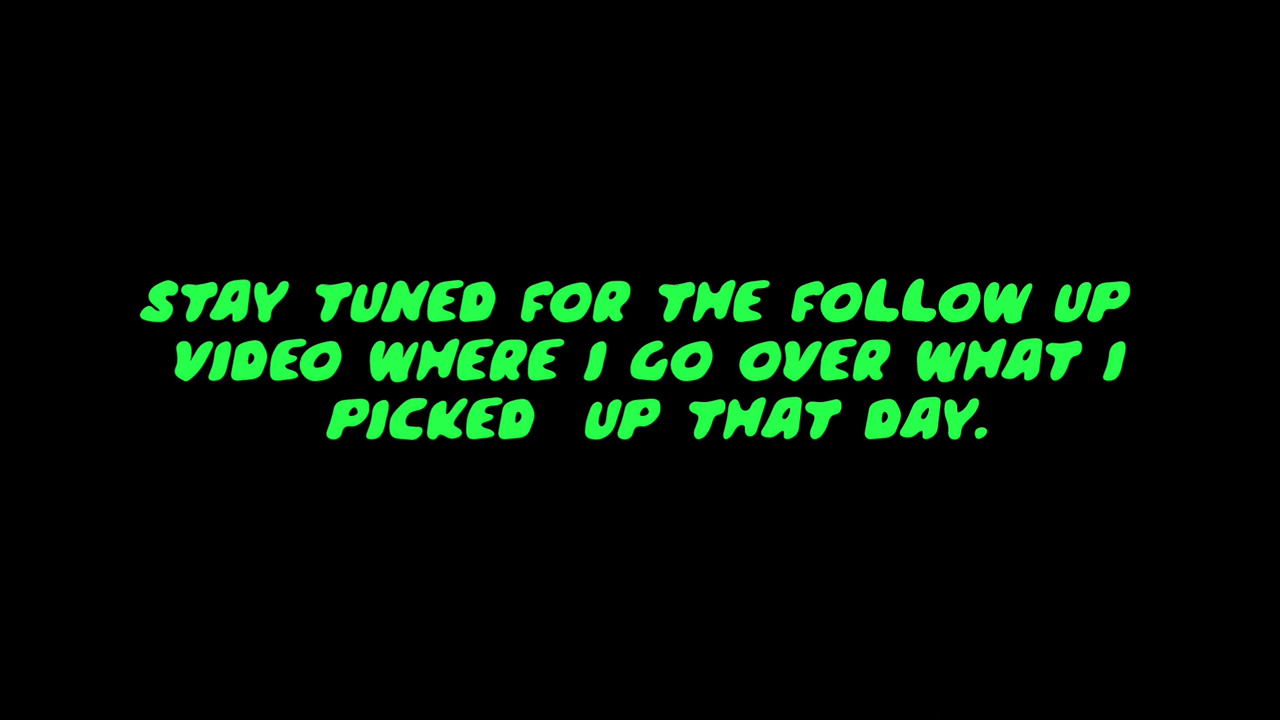 STAY TUNED FOR THE FOLLOW UP
VIDEO WHERE I GO OVER WHAT I
PICKED  UP THAT DAY.